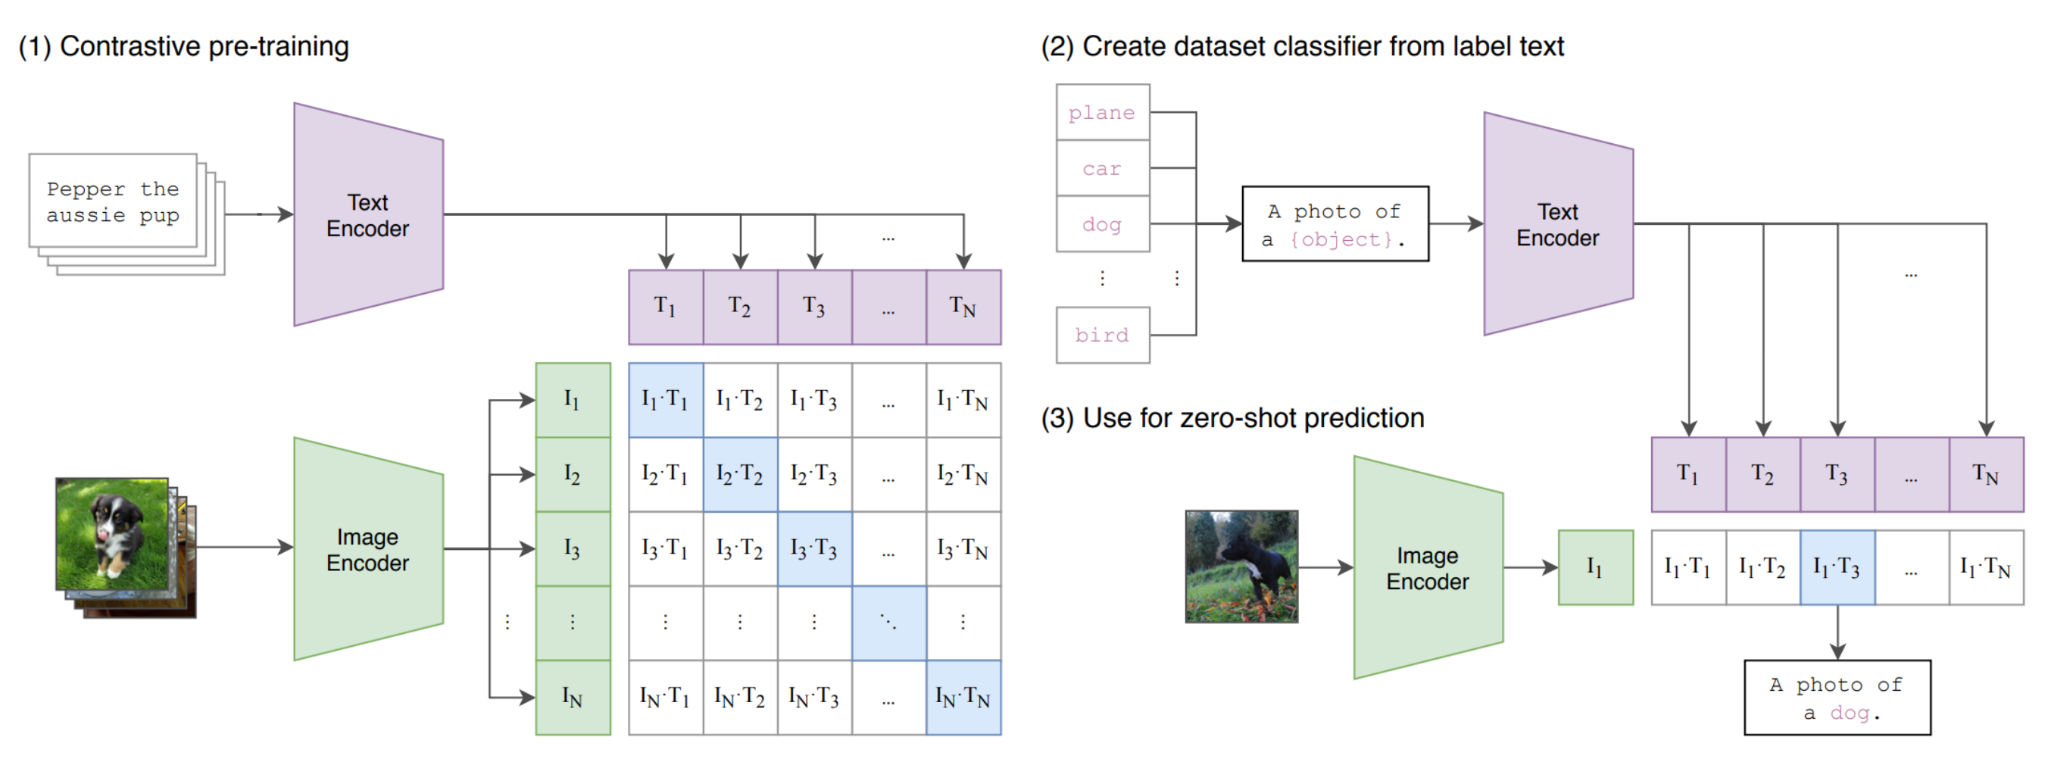 (1) Contrastive pre-training
Pepper the
aussie pup
Text
Encoder
...
T1 T2 T3 ... TN
Image
Encoder
I1 I1·T1 I1·T2 I1·T3 ... I1·TN
I2 I2·T1 I2·T2 I2·T3 ... I2·TN
I3 I3·T1 I3·T2 I3·T3 ... I3·TN
⋮ ⋮ ⋮ ⋮ ⋮ ⋱ ⋮
IN IN·T1 IN·T2 IN·T3 ... IN·TN
(2) Create dataset classifier from label text
plane
car
dog
⋮ ⋮
bird
A photo of
a {object}.
Text
Encoder
...
(3) Use for zero-shot prediction
T1 T2 T3 ... TN
Image
Encoder
I1 I1·T1 I1·T2 I1·T3 ... I1·TN
A photo of
a dog.